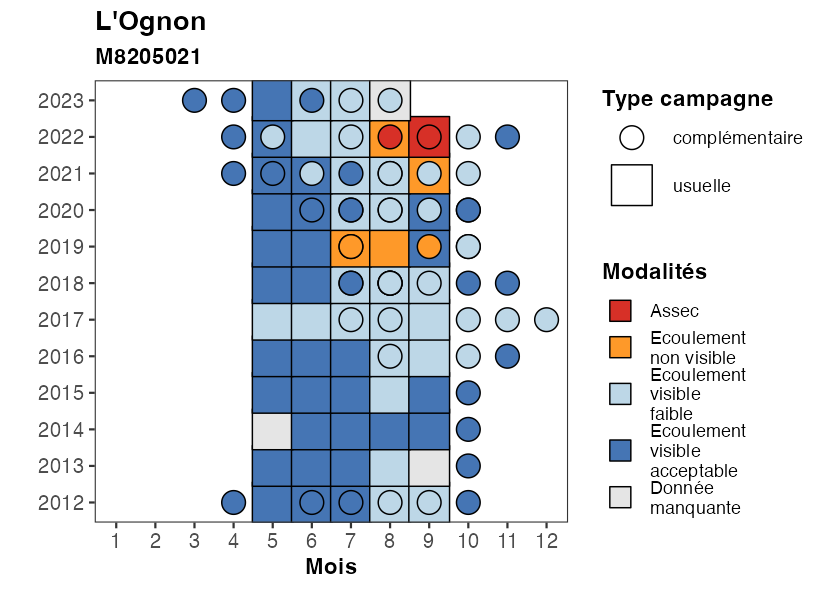 L'Ognon
M8205021
2023
2022
2021
2020
2019
2018
2017
2016
2015
2014
2013
2012
1 2 3 4 5 6 7 8 9 10 11 12
Mois
Type campagne
complémentaire
usuelle
Modalités
Assec
Ecoulement
non visible
Ecoulement
visible
faible
Ecoulement
visible
acceptable
Donnée
manquante